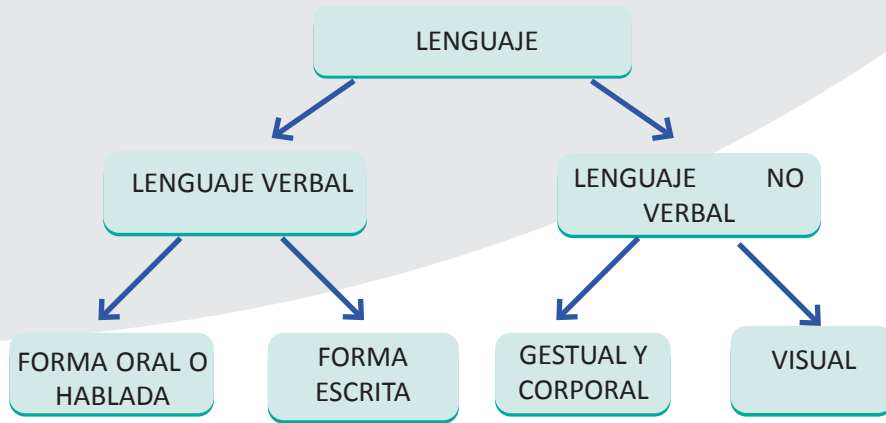 LENGUAJE
LENGUAJE VERBAL
LENGUAJE NO
VERBAL
FORMA ORAL O
HABLADA
FORMA
ESCRITA
GESTUAL Y
CORPORAL
VISUAL